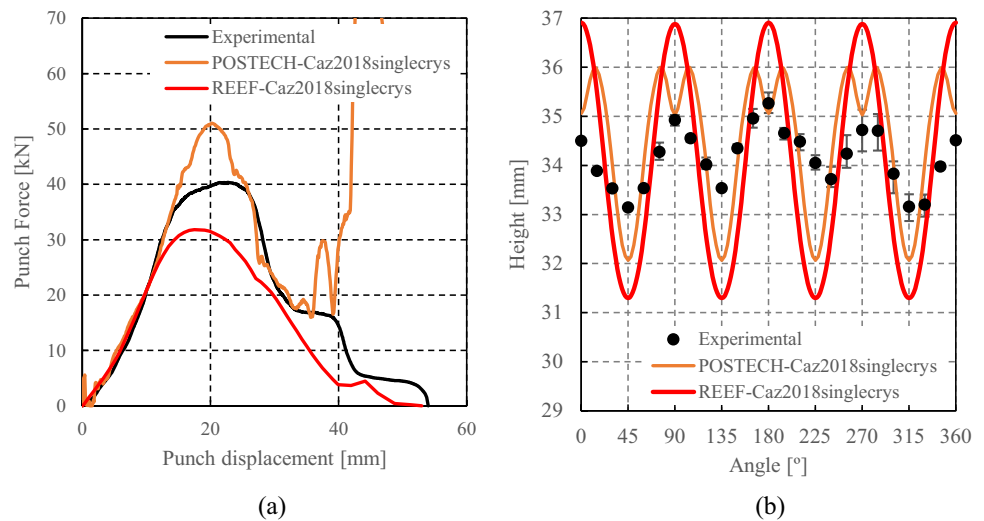 (a)
70
60
50
40
30
20
10
0
Punch Force [kN]
Experimental
POSTECH-Caz2018singlecrys
REEF-Caz2018singlecrys
0 20 40 60
Punch displacement [mm]
(a)
(b)
37
36
35
34
33
32
31
30
29
Height [mm]
Experimental
POSTECH-Caz2018singlecrys
REEF-Caz2018singlecrys
0 45 90 135 180 225 270 315 360
Angle [º]
(b)